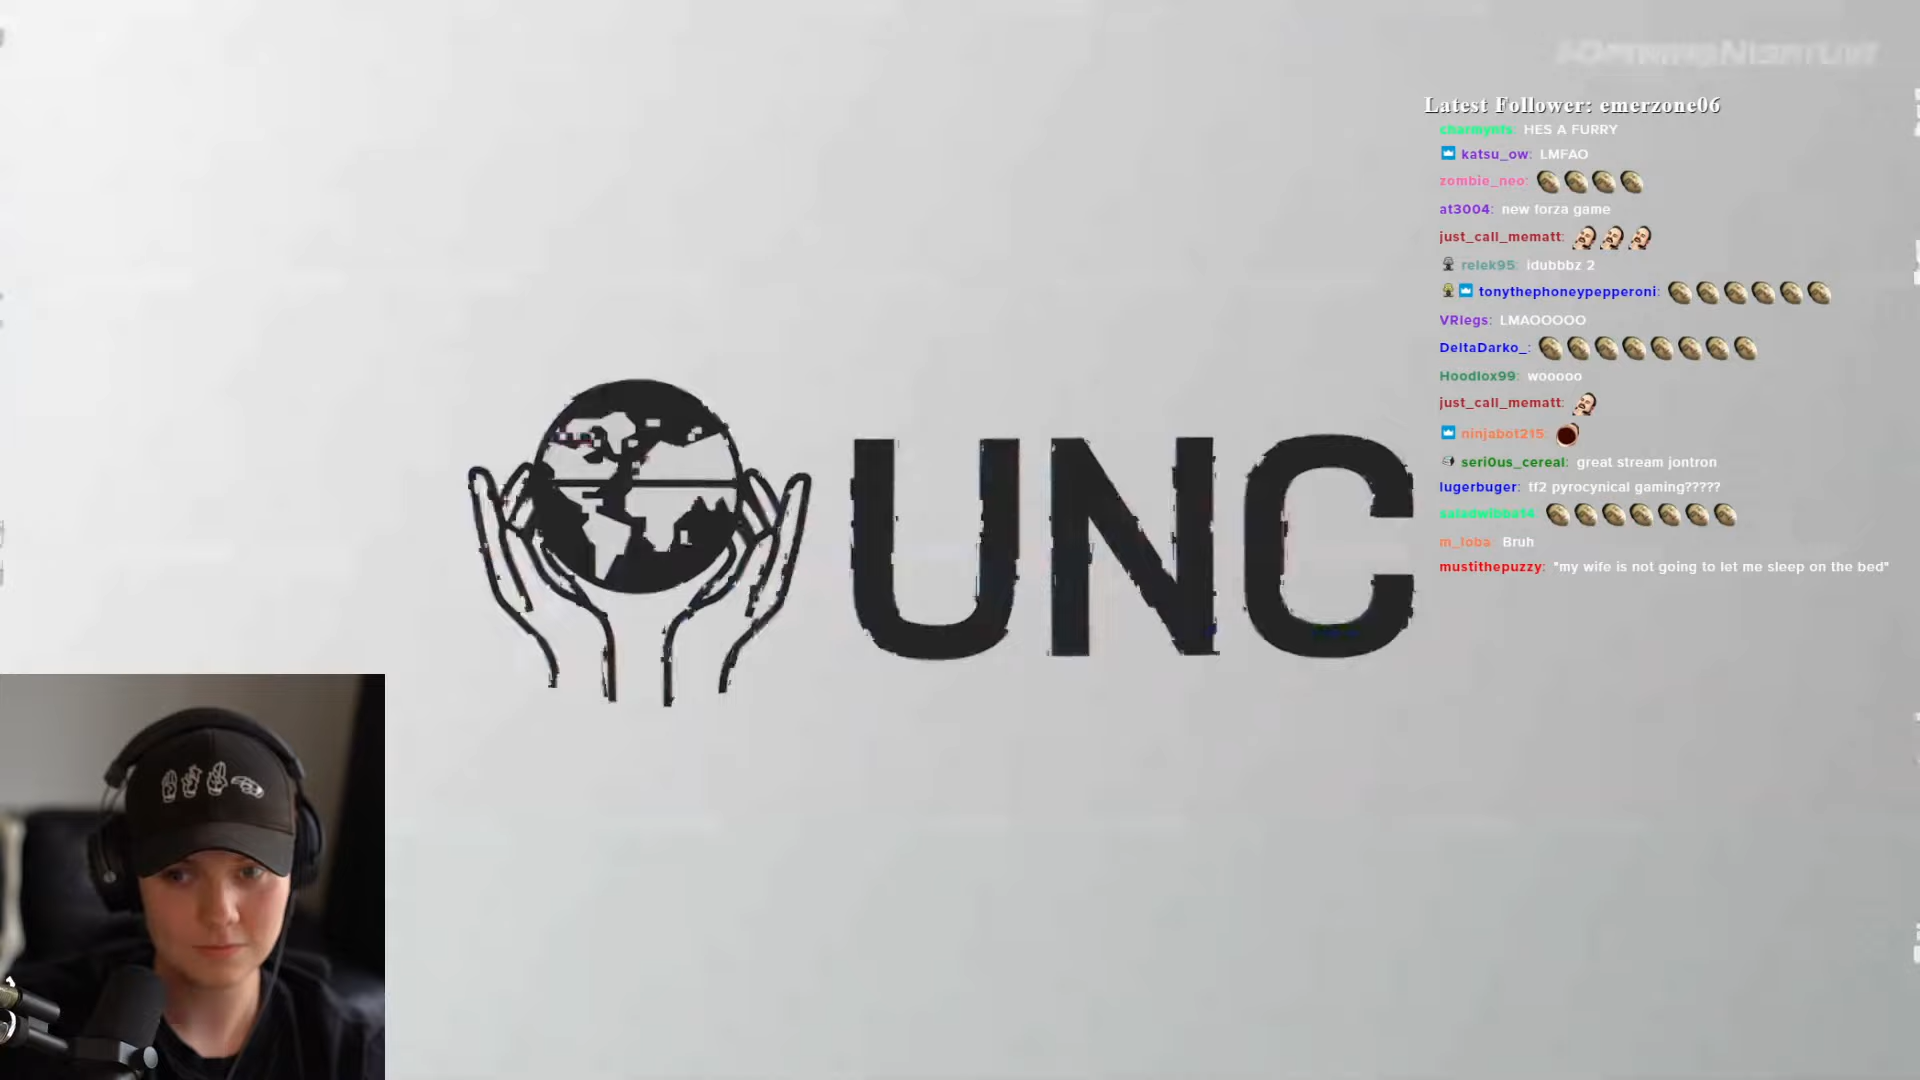 #OPENINGNIGHTLIVE
Latest Follower: emerzone06
charmynfs: HES A FURRY
katsu_ow: LMFAO
zombie_neo:
at3004: new forza game
just_call_mematt:
relek95: idubbbz 2
tonythephoneypepperoni:
VRlegs: LMAOOOOO
DeltaDarko_:
Hoodlox99: wooooo
just_call_mematt:
ninjabot215:
seri0us_cereal: great stream jontron
lugerbuger: tf2 pyrocynical gaming?????
saladwibba14:
m_loba: Bruh
mustithepuzzy: "my wife is not going to let me sleep on the bed"
UNC